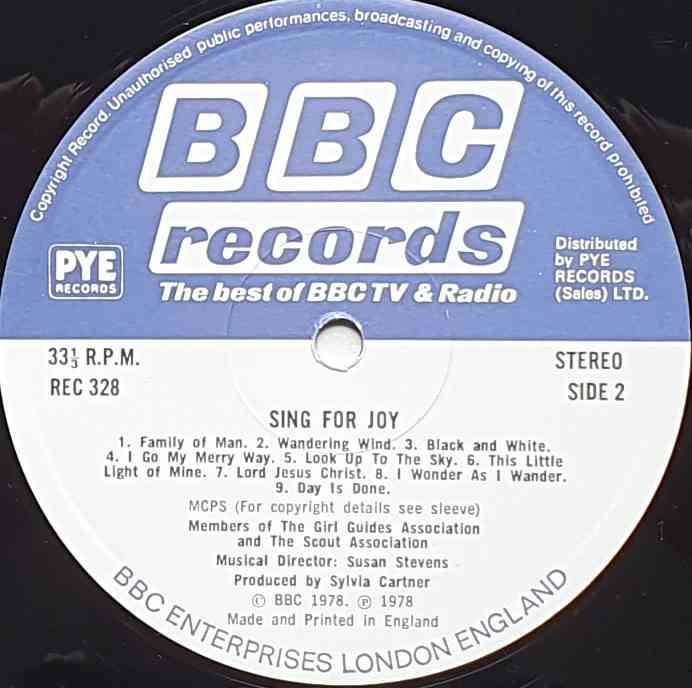 Copyright Record. Unauthorised public performances, broadcasting and copying of this record prohibited
BBC
records
The best of BBC TV & Radio
PYE
RECORDS
Distributed
by PYE
RECORDS
(Sales) LTD.
33⅓ R.P.M.
REC 328
STEREO
SIDE 2
SING FOR JOY
1. Family of Man. 2. Wandering Wind. 3. Black and White.
4. I Go My Merry Way. 5. Look Up To The Sky. 6. This Little
Light of Mine. 7. Lord Jesus Christ. 8. I Wonder As I Wander.
9. Day Is Done.
MCPS (For copyright details see sleeve)
Members of The Girl Guides Association
and The Scout Association
Musical Director: Susan Stevens
Produced by Sylvia Cartner
© BBC 1978. ℗ 1978
Made and Printed in England
BBC ENTERPRISES LONDON ENGLAND